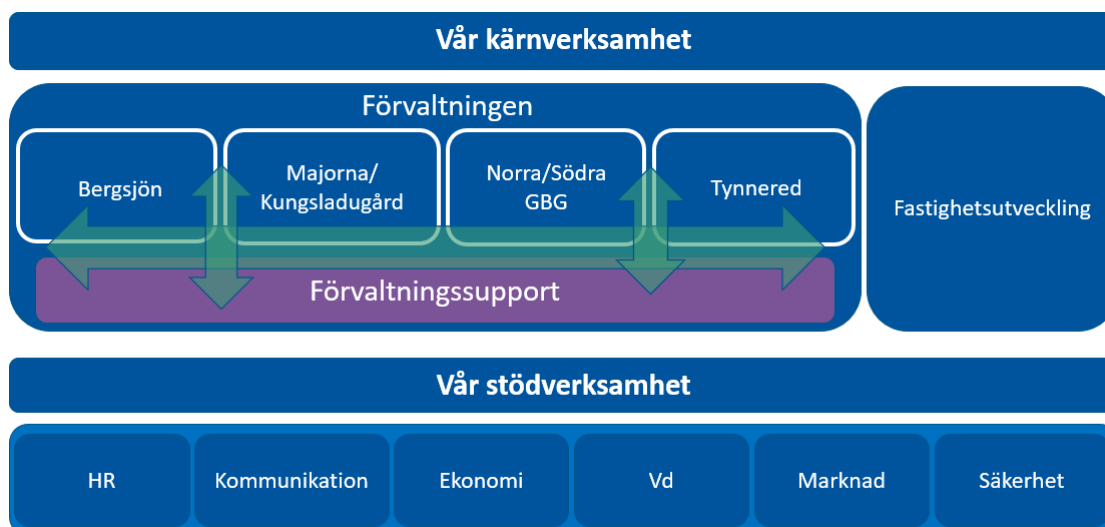 Vår kärnverksamhet
Förvaltningen
Bergsjön
Majorna/
Kungsladugård
Norra/Södra
GBG
Tynnered
Fastighetsutveckling
Förvaltningssupport
Vår stödverksamhet
HR
Kommunikation
Ekonomi
Vd
Marknad
Säkerhet